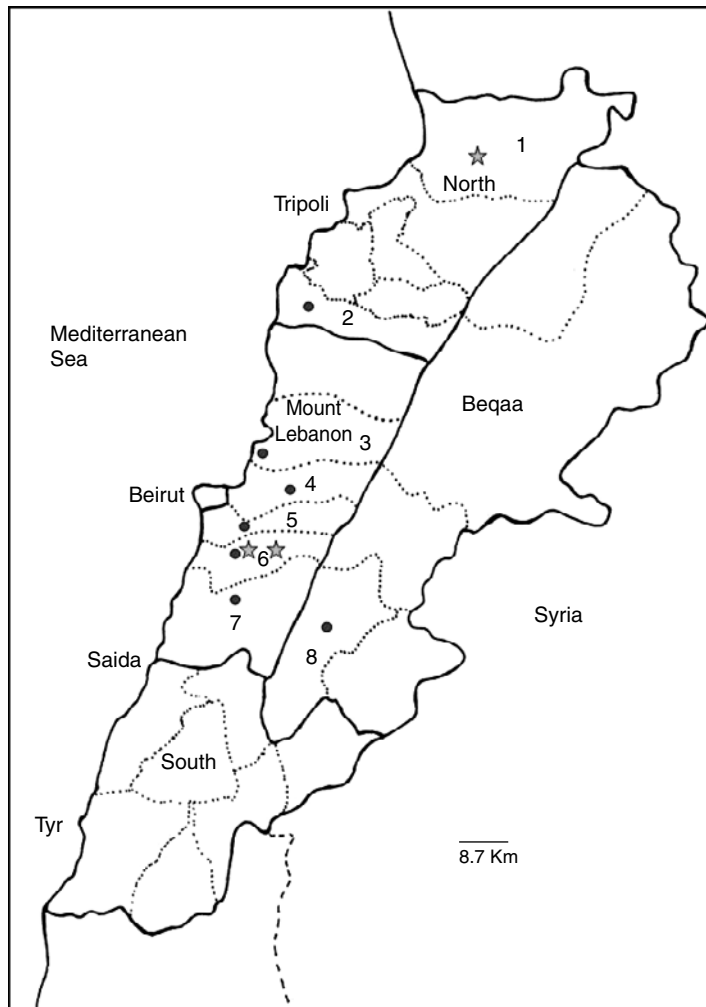 1
North
Tripoli
2
Mediterranean
Sea
Mount
Lebanon
3
Beqaa
4
Beirut
5
6
7
Syria
8
Saida
South
Tyr
8.7 Km